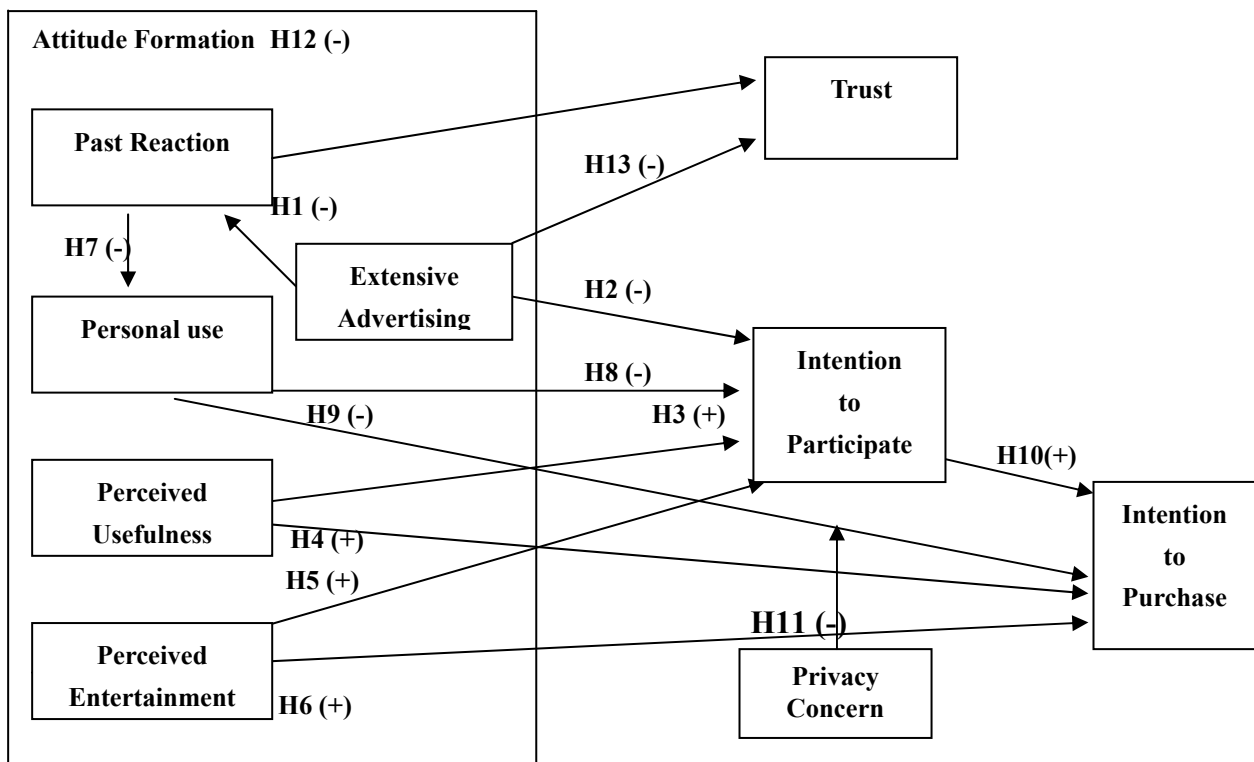 Attitude Formation  H12 (-)
Trust
Past Reaction
H13 (-)
H1 (-)
H7 (-)
Extensive
Advertising
H2 (-)
Personal use
Intention
to
Participate
H8 (-)
H3 (+)
H9 (-)
H10(+)
Perceived
Usefulness
Intention
to
Purchase
H4 (+)
H5 (+)
H11 (-)
Perceived
Entertainment
H6 (+)
Privacy
Concern